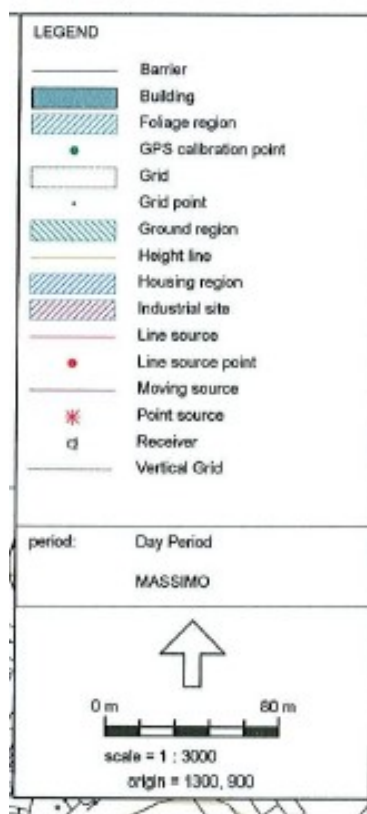 LEGEND
Barrier
Building
Foliage region
GPS calibration point
Grid
Grid point
Ground region
Height line
Housing region
Industrial site
Line source
Line source point
Moving source
Point source
Receiver
Vertical Grid
period: Day Period
MASSIMO
0 m 80 m
scale = 1 : 3000
origin = 1300, 900